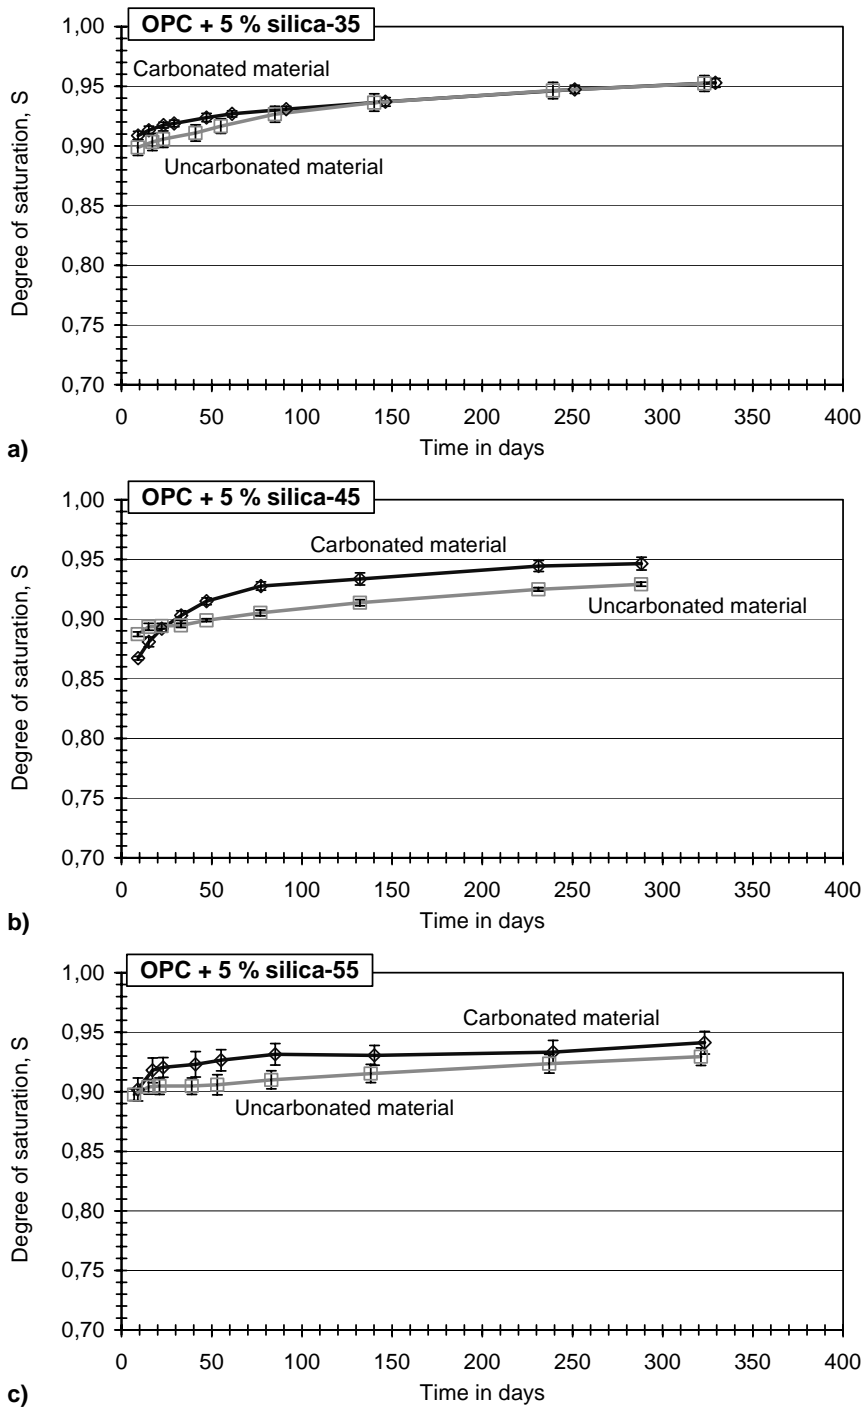 OPC + 5 % silica-35
1,00
0,95
0,90
0,85
0,80
0,75
0,70
Degree of saturation, S
Carbonated material
Uncarbonated material
0 50 100 150 200 250 300 350 400
Time in days
a)
OPC + 5 % silica-45
1,00
0,95
0,90
0,85
0,80
0,75
0,70
Degree of saturation, S
Carbonated material
Uncarbonated material
0 50 100 150 200 250 300 350 400
Time in days
b)
OPC + 5 % silica-55
1,00
0,95
0,90
0,85
0,80
0,75
0,70
Degree of saturation, S
Carbonated material
Uncarbonated material
0 50 100 150 200 250 300 350 400
Time in days
c)